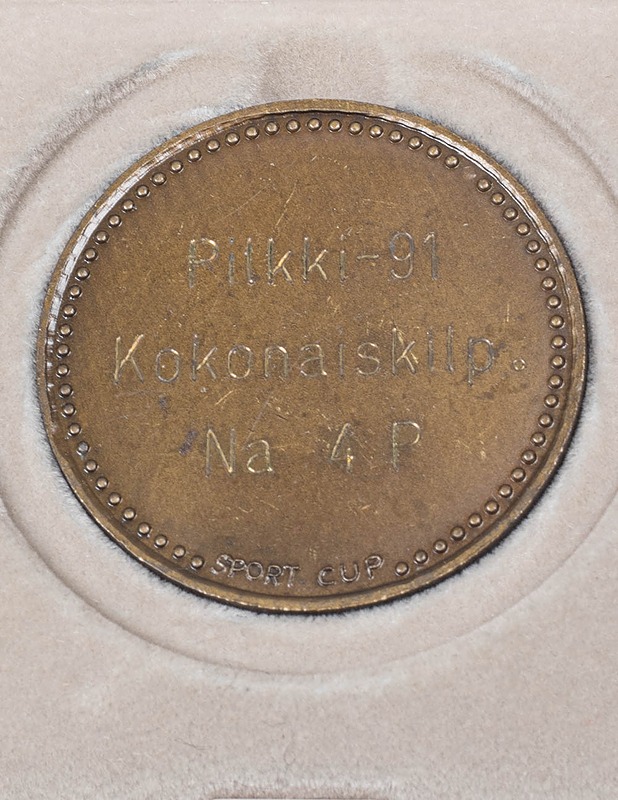 Pilkki-91
Kokonaiskilp.
Na 4 P
SPORT CUP